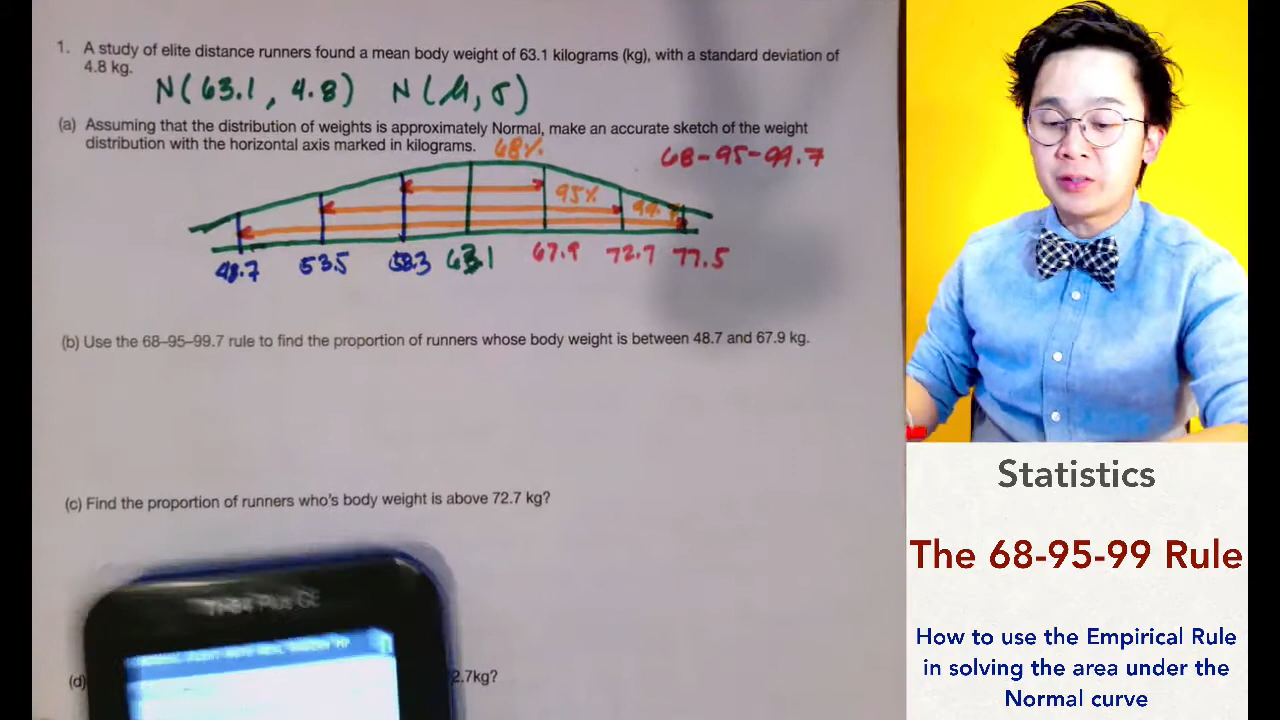 1. A study of elite distance runners found a mean body weight of 63.1 kilograms (kg), with a standard deviation of
4.8 kg.
N(63.1, 4.8) N(μ, σ)
(a) Assuming that the distribution of weights is approximately Normal, make an accurate sketch of the weight
distribution with the horizontal axis marked in kilograms.
68%
68-95-99.7
95%
48.7 53.5 58.3 63.1 67.9 72.7 77.5
(b) Use the 68–95–99.7 rule to find the proportion of runners whose body weight is between 48.7 and 67.9 kg.
(c) Find the proportion of runners who's body weight is above 72.7 kg?
TI-84 Plus CE
(d) 2.7kg?
Statistics
The 68-95-99 Rule
How to use the Empirical Rule
in solving the area under the
Normal curve